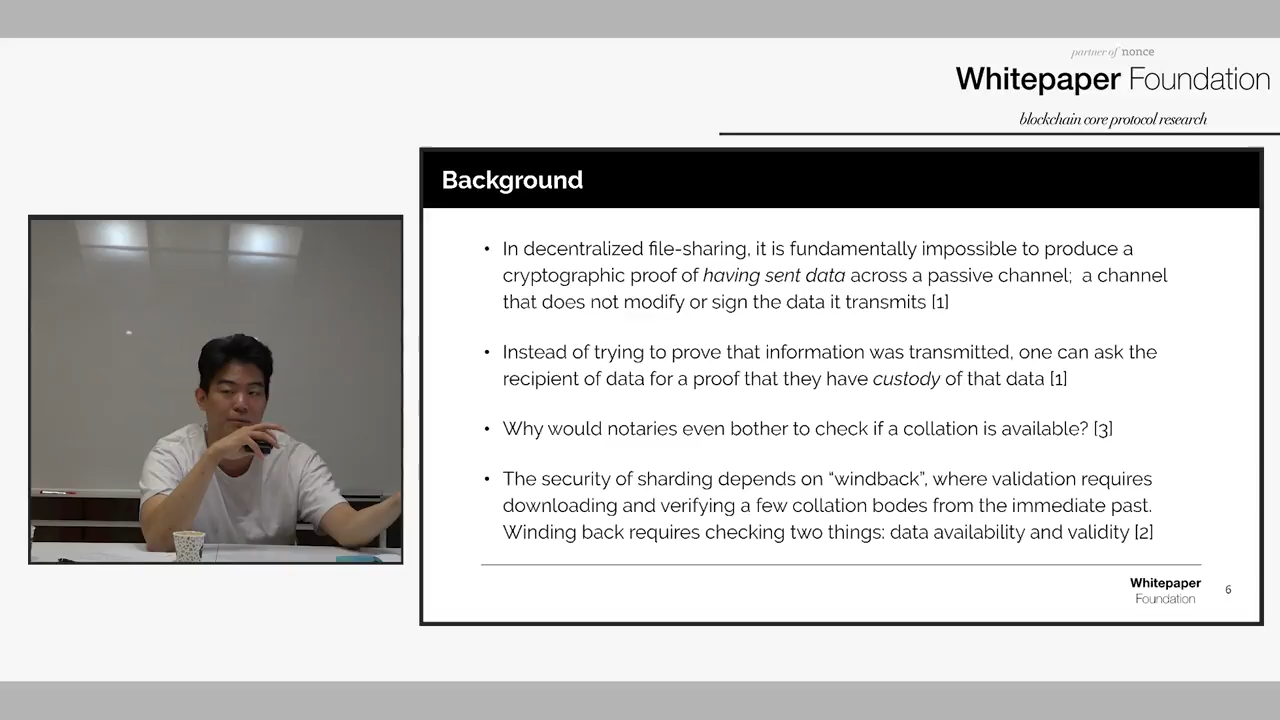 partner of nonce
Whitepaper Foundation
blockchain core protocol research
Background
• In decentralized file-sharing, it is fundamentally impossible to produce a
cryptographic proof of having sent data across a passive channel; a channel
that does not modify or sign the data it transmits [1]
• Instead of trying to prove that information was transmitted, one can ask the
recipient of data for a proof that they have custody of that data [1]
• Why would notaries even bother to check if a collation is available? [3]
• The security of sharding depends on “windback”, where validation requires
downloading and verifying a few collation bodes from the immediate past.
Winding back requires checking two things: data availability and validity [2]
Whitepaper
Foundation
6